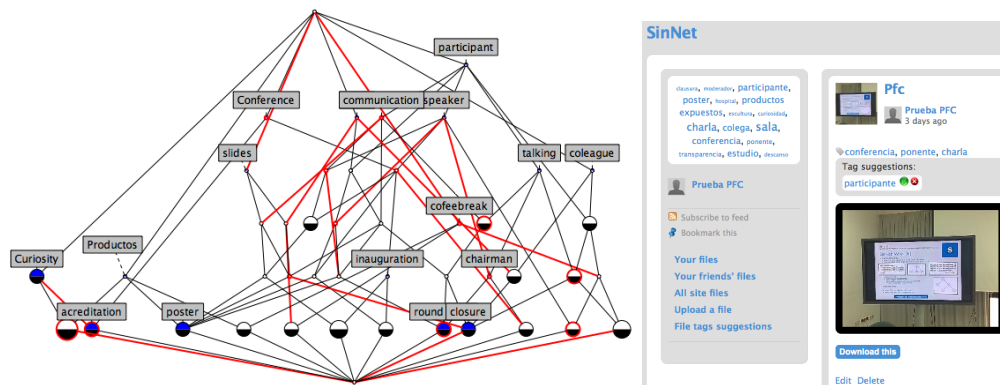 participant
Conference
communication
speaker
slides
talking
coleague
cofeebreak
Productos
Curiosity
inauguration
chairman
acreditation
poster
round
closure
SinNet
clausura, moderador, participante,
poster, hospital, productos
expuestos, escultura, curiosidad,
charla, colega, sala,
conferencia, ponente,
transparencia, estudio, descanso
Prueba PFC
Subscribe to feed
Bookmark this
Your files
Your friends' files
All site files
Upload a file
File tags suggestions
Pfc
Prueba PFC
3 days ago
conferencia, ponente, charla
Tag suggestions:
participante
Download this
Edit Delete